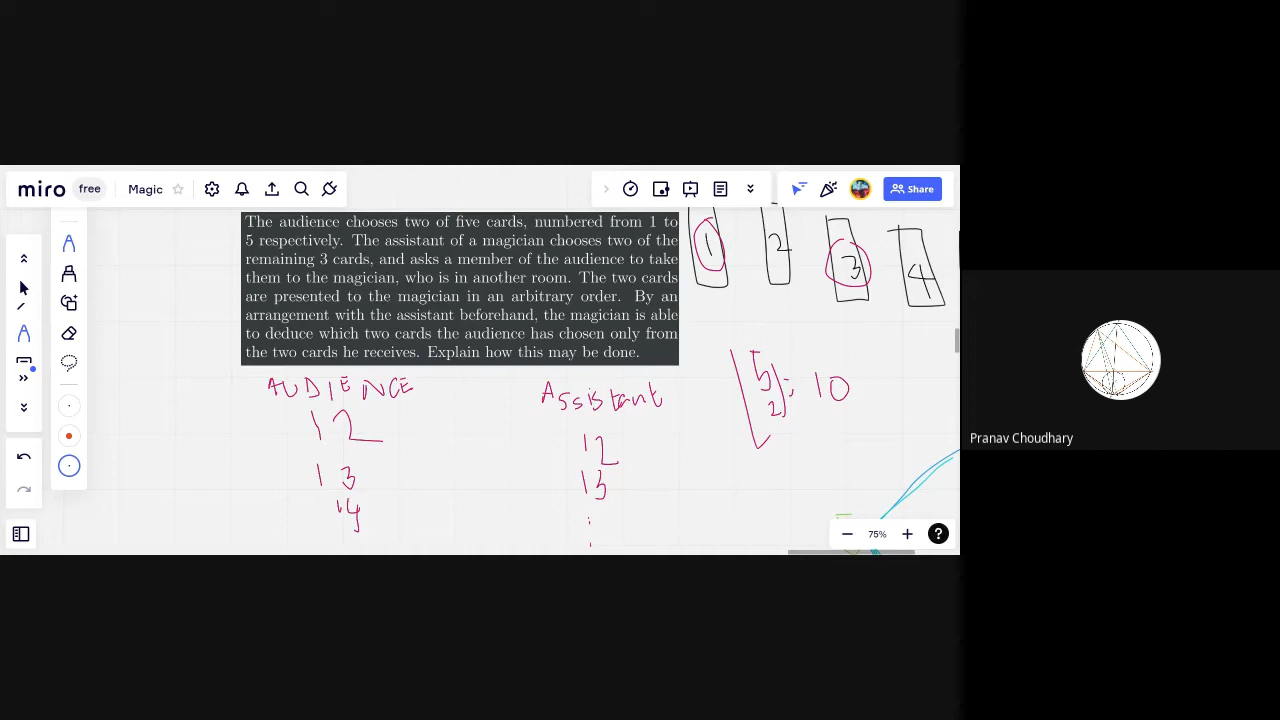 miro free Magic Share
The audience chooses two of five cards, numbered from 1 to
5 respectively. The assistant of a magician chooses two of the
remaining 3 cards, and asks a member of the audience to take
them to the magician, who is in another room. The two cards
are presented to the magician in an arbitrary order. By an
arrangement with the assistant beforehand, the magician is able
to deduce which two cards the audience has chosen only from
the two cards he receives. Explain how this may be done.
1 2 3 4
AUDIENCE Assistant
5
2
: 10
12 12
13 13
14
Pranav Choudhary
75%